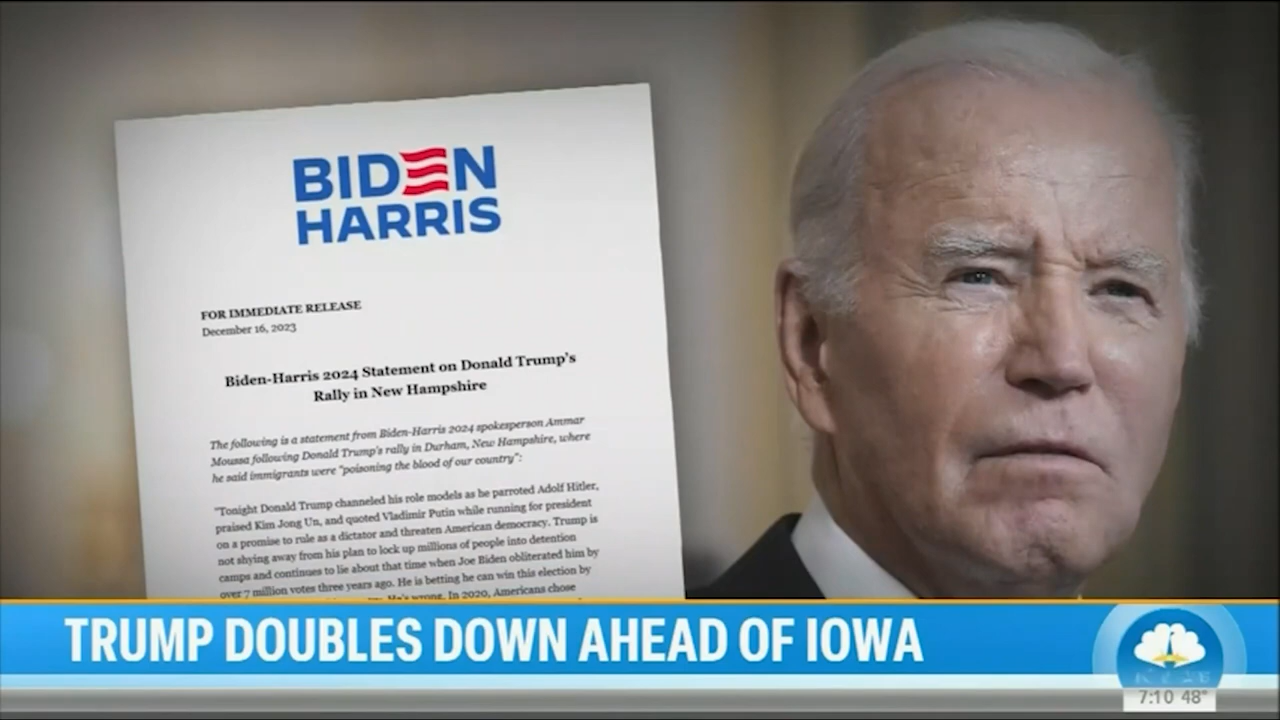 BIDEN
HARRIS
FOR IMMEDIATE RELEASE
December 16, 2023
Biden-Harris 2024 Statement on Donald Trump's
Rally in New Hampshire
The following is a statement from Biden-Harris 2024 spokesperson Ammar
Moussa following Donald Trump's rally in Durham, New Hampshire, where
he said immigrants were "poisoning the blood of our country":
"Tonight Donald Trump channeled his role models as he parroted Adolf Hitler,
praised Kim Jong Un, and quoted Vladimir Putin while running for president
on a promise to rule as a dictator and threaten American democracy. Trump is
not shying away from his plan to lock up millions of people into detention
camps and continues to lie about that time when Joe Biden obliterated him by
over 7 million votes three years ago. He is betting he can win this election by
He's wrong. In 2020, Americans chose
TRUMP DOUBLES DOWN AHEAD OF IOWA
7:10 48°